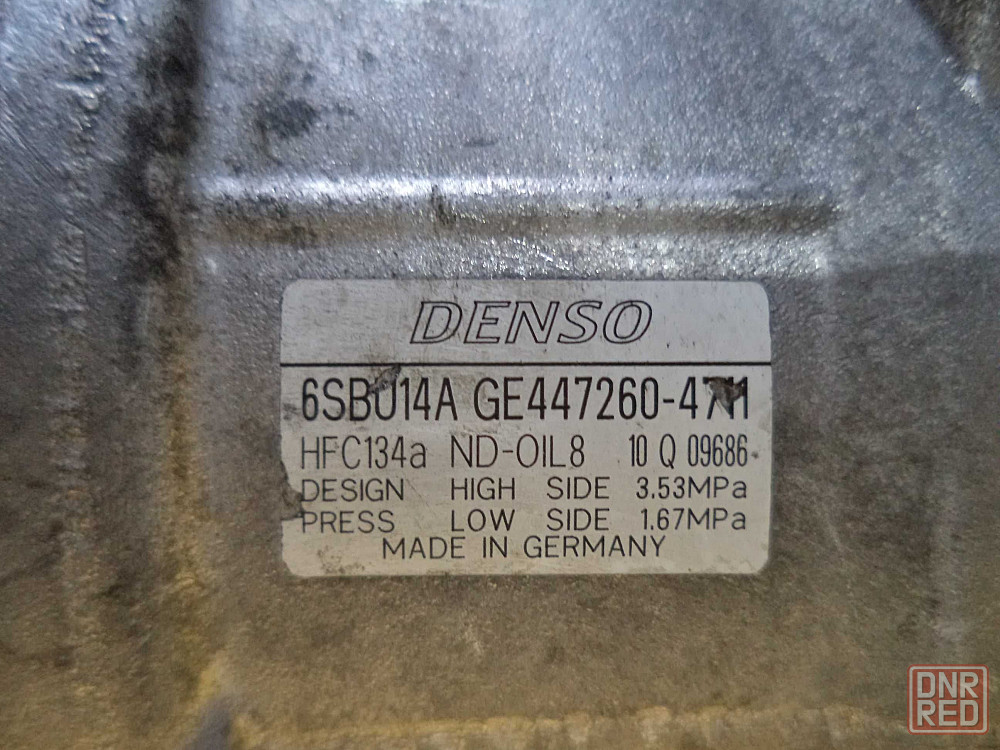 DENSO
6SBU14A GE447260-4711
HFC134a ND-OIL8 10 Q 09686
DESIGN HIGH SIDE 3.53MPa
PRESS LOW SIDE 1.67MPa
MADE IN GERMANY
DNR
RED